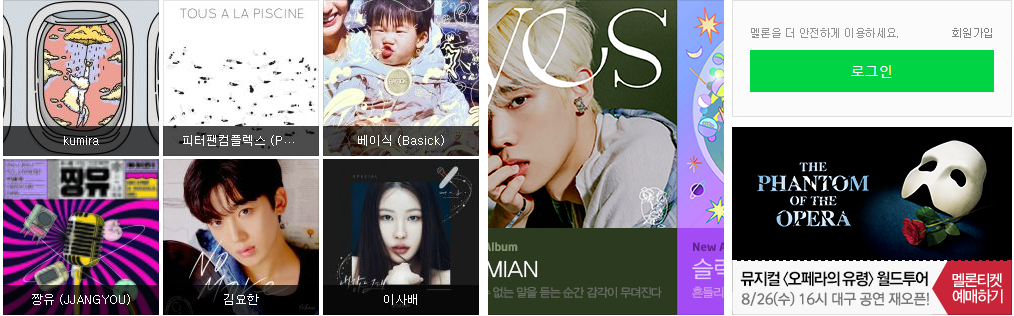 TOUS A LA PISCINE
kumira
피터팬컴플렉스 (P…
베이식 (Basick)
짱유
짱유 (JJANGYOU)
NO
MORE
김요한
SPECIAL
이사배
Album
MIAN
없는 말을 듣는 순간 감각이 무뎌진다
New A
슬릭
흔들리
멜론을 더 안전하게 이용하세요.
회원가입
로그인
THE
PHANTOM
OF THE
OPERA
뮤지컬 <오페라의 유령> 월드투어
8/26(수) 16시 대구 공연 재오픈!
멜론티켓
예매하기